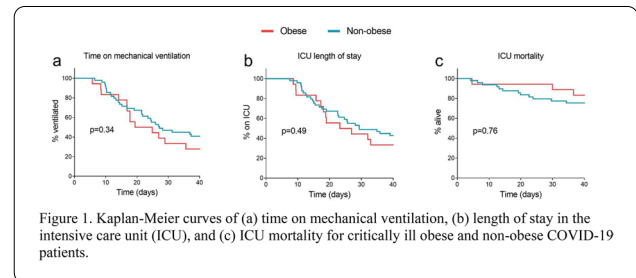 Obese Non-obese
a Time on mechanical ventilation
% ventilated
100
80
60
40
20
0
p=0.34
0 10 20 30 40
Time (days)
b ICU length of stay
% on ICU
100
80
60
40
20
0
p=0.49
0 10 20 30 40
Time (days)
c ICU mortality
% alive
100
80
60
40
20
0
p=0.76
0 10 20 30 40
Time (days)
Figure 1. Kaplan-Meier curves of (a) time on mechanical ventilation, (b) length of stay in the
intensive care unit (ICU), and (c) ICU mortality for critically ill obese and non-obese COVID-19
patients.